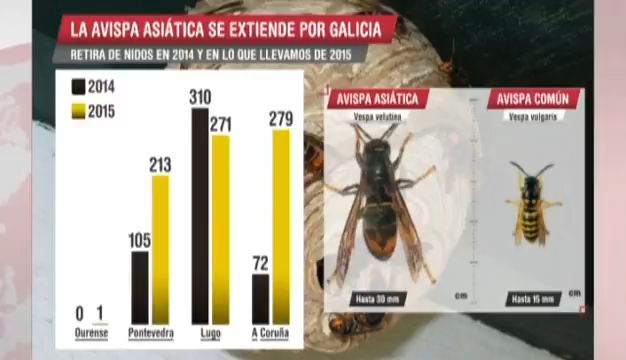 LA AVISPA ASIÁTICA SE EXTIENDE POR GALICIA
RETIRA DE NIDOS EN 2014 Y EN LO QUE LLEVAMOS DE 2015
2014
2015
0 1
105 213
310 271
72 279
Ourense Pontevedra Lugo A Coruña
AVISPA ASIÁTICA
Vespa velutina
Hasta 30 mm
cm
AVISPA COMÚN
Vespa vulgaris
Hasta 15 mm
cm